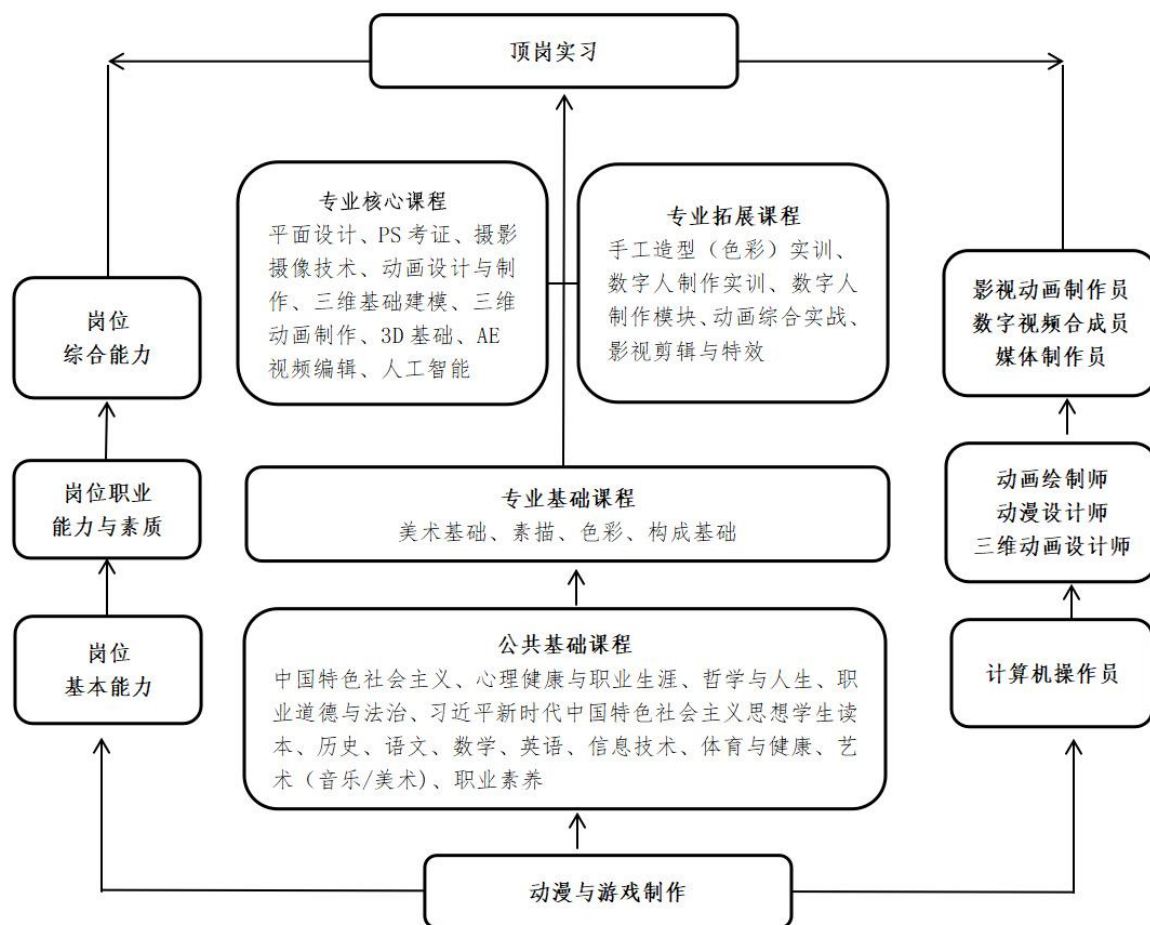 顶岗实习
专业核心课程
平面设计、PS 考证、摄影
摄像技术、动画设计与制
作、三维基础建模、三维
动画制作、3D 基础、AE
视频编辑、人工智能
专业拓展课程
手工造型（色彩）实训、
数字人制作实训、数字人
制作模块、动画综合实战、
影视剪辑与特效
岗位
综合能力
影视动画制作员
数字视频合成员
媒体制作员
岗位职业
能力与素质
专业基础课程
美术基础、素描、色彩、构成基础
动画绘制师
动漫设计师
三维动画设计师
岗位
基本能力
公共基础课程
中国特色社会主义、心理健康与职业生涯、哲学与人生、职
业道德与法治、习近平新时代中国特色社会主义思想学生读
本、历史、语文、数学、英语、信息技术、体育与健康、艺
术（音乐/美术）、职业素养
计算机操作员
动漫与游戏制作